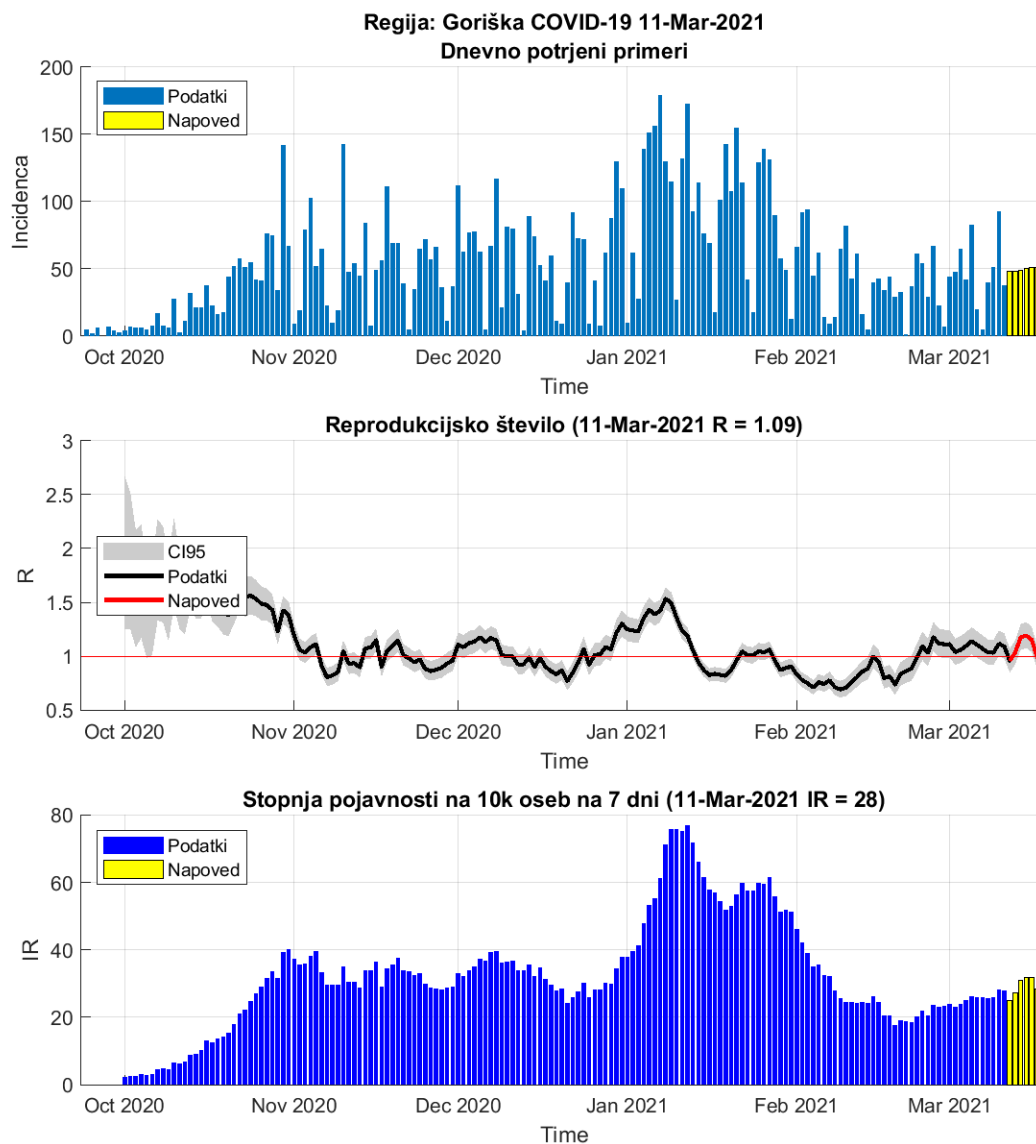 Regija: Goriška COVID-19 11-Mar-2021
Dnevno potrjeni primeri
200
150
100
50
0
Incidenca
Podatki
Napoved
Oct 2020 Nov 2020 Dec 2020 Jan 2021 Feb 2021 Mar 2021
Time
Reprodukcijsko število (11-Mar-2021 R = 1.09)
3
2.5
2
1.5
1
0.5
R
CI95
Podatki
Napoved
Oct 2020 Nov 2020 Dec 2020 Jan 2021 Feb 2021 Mar 2021
Time
Stopnja pojavnosti na 10k oseb na 7 dni (11-Mar-2021 IR = 28)
80
60
40
20
0
IR
Podatki
Napoved
Oct 2020 Nov 2020 Dec 2020 Jan 2021 Feb 2021 Mar 2021
Time